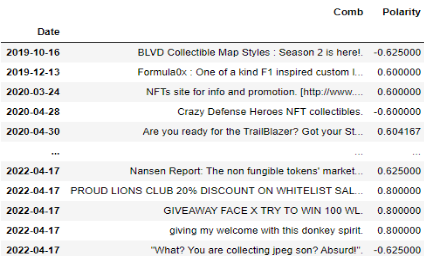 Comb Polarity
Date
2019-10-16 BLVD Collectible Map Styles : Season 2 is here!. -0.625000
2019-12-13 Formula0x : One of a kind F1 inspired custom l... 0.600000
2020-03-24 NFTs site for info and promotion. [http://www.... 0.600000
2020-04-28 Crazy Defense Heroes NFT collectibles. -0.600000
2020-04-30 Are you ready for the TrailBlazer? Got your St... 0.604167
... ... ...
2022-04-17 Nansen Report: The non fungible tokens' market... 0.625000
2022-04-17 PROUD LIONS CLUB 20% DISCOUNT ON WHITELIST SAL... 0.800000
2022-04-17 GIVEAWAY FACE X TRY TO WIN 100 WL. 0.800000
2022-04-17 giving my welcome with this donkey spirit. 0.800000
2022-04-17 "What? You are collecting jpeg son? Absurd!". -0.625000